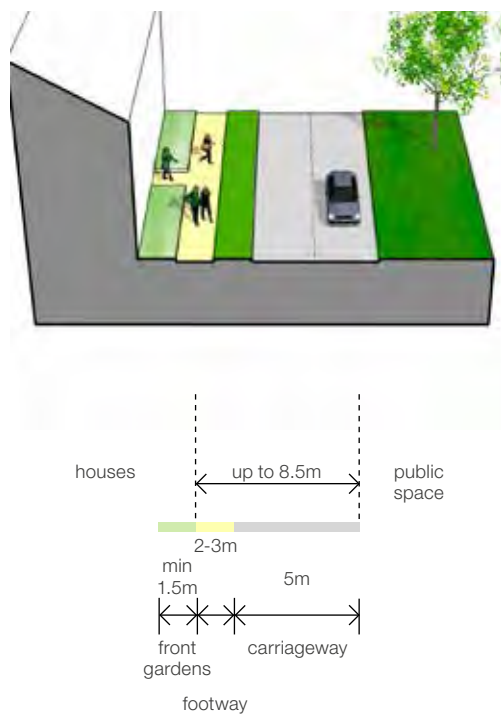 houses
up to 8.5m
public
space
2-3m
min
1.5m
5m
front
gardens
carriageway
footway